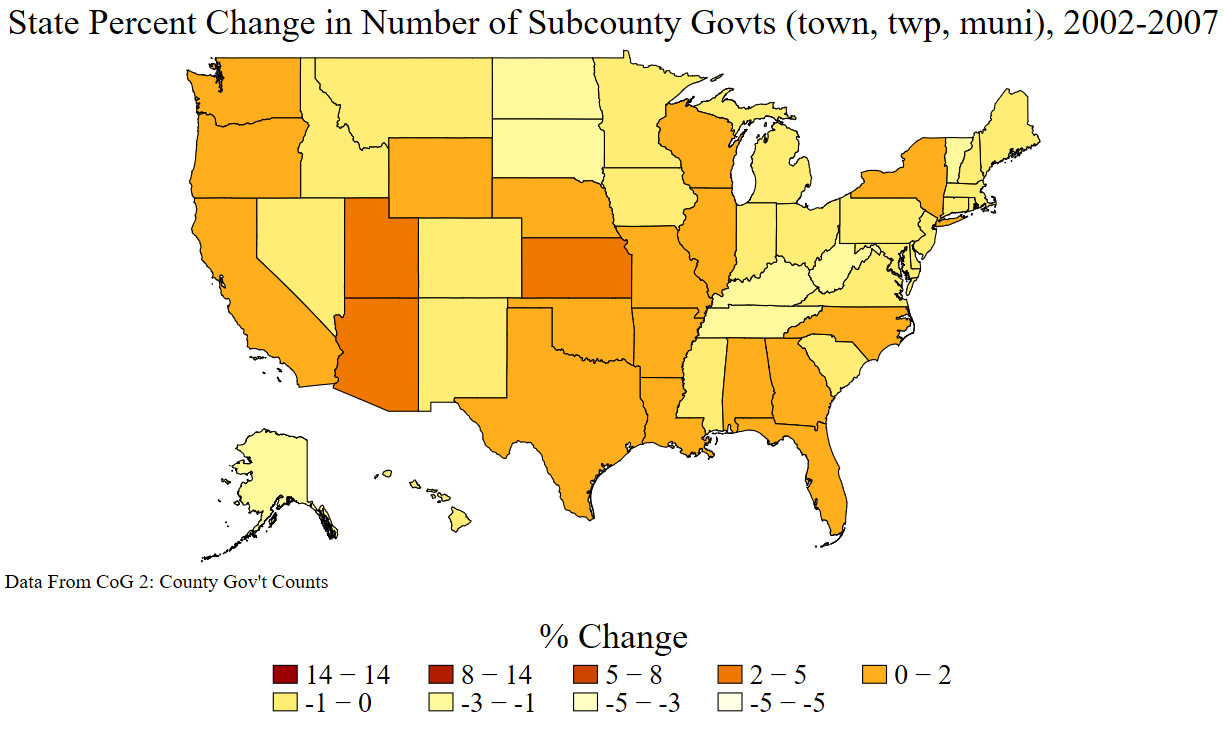 State Percent Change in Number of Subcounty Govts (town, twp, muni), 2002-2007
Data From CoG 2: County Gov't Counts
% Change
14 − 14 8 − 14 5 − 8 2 − 5 0 − 2
-1 − 0 -3 − -1 -5 − -3 -5 − -5